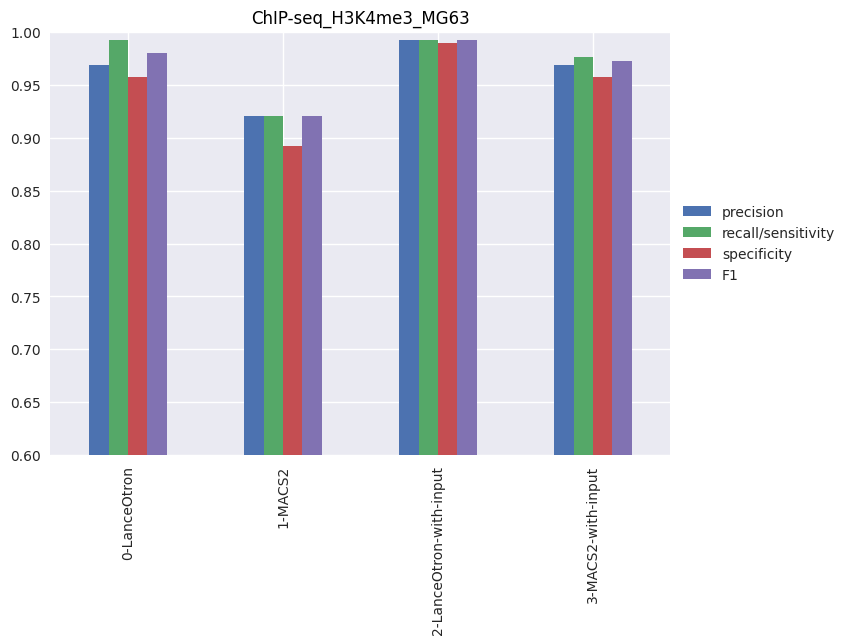 ChIP-seq_H3K4me3_MG63
1.00
0.95
0.90
0.85
0.80
0.75
0.70
0.65
0.60
precision
recall/sensitivity
specificity
F1
0-LanceOtron
1-MACS2
2-LanceOtron-with-input
3-MACS2-with-input